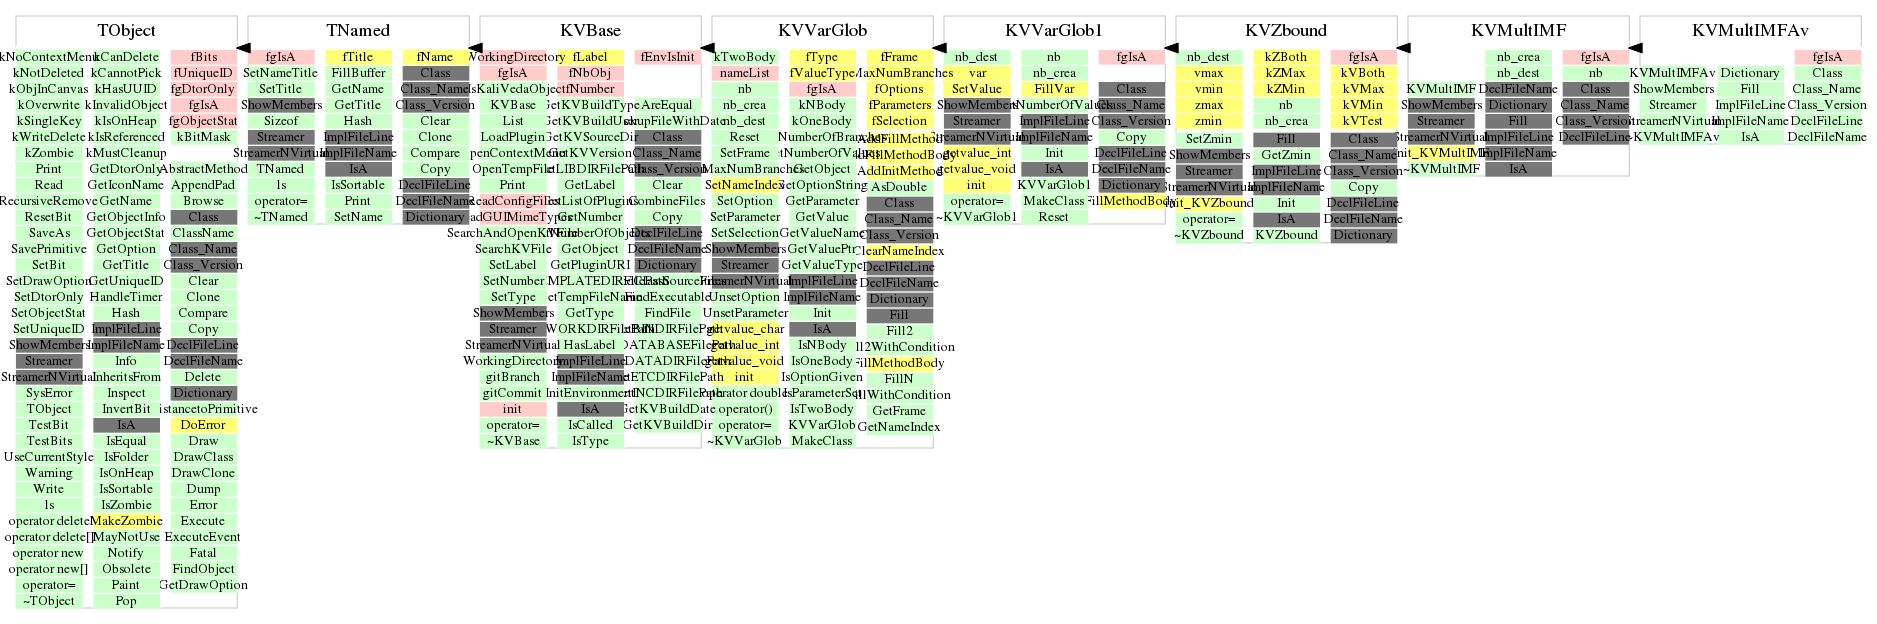 TObject
kNoContextMenu kCanDelete fBits
kNotDeleted kCannotPick fUniqueID
kObjInCanvas kHasUUID fgDtorOnly
kOverwrite kInvalidObject fgIsA
kSingleKey kIsOnHeap fgObjectStat
kWriteDelete kIsReferenced kBitMask
kZombie kMustCleanup
Print GetDtorOnly AbstractMethod
Read GetIconName AppendPad
RecursiveRemove GetName Browse
ResetBit GetObjectInfo Class
SaveAs GetObjectStat ClassName
SavePrimitive GetOption Class_Name
SetBit GetTitle Class_Version
SetDrawOption GetUniqueID Clear
SetDtorOnly HandleTimer Clone
SetObjectStat Hash Compare
SetUniqueID ImplFileLine Copy
ShowMembers ImplFileName DeclFileLine
Streamer Info DeclFileName
StreamerNVirtual InheritsFrom Delete
SysError Inspect Dictionary
TObject InvertBit istancetoPrimitive
TestBit IsA DoError
TestBits IsEqual Draw
UseCurrentStyle IsFolder DrawClass
Warning IsOnHeap DrawClone
Write IsSortable Dump
ls IsZombie Error
operator delete MakeZombie Execute
operator delete[] MayNotUse ExecuteEvent
operator new Notify Fatal
operator new[] Obsolete FindObject
operator= Paint GetDrawOption
~TObject Pop
TNamed
fgIsA fTitle fName
SetNameTitle FillBuffer Class
SetTitle GetName Class_Name
ShowMembers GetTitle Class_Version
Sizeof Hash Clear
Streamer ImplFileLine Clone
StreamerNVirtual ImplFileName Compare
TNamed IsA Copy
ls IsSortable DeclFileLine
operator= Print DeclFileName
~TNamed SetName Dictionary
KVBase
WorkingDirectory fLabel fEnvIsInit
fgIsA fNbObj
IsKaliVedaObject fNumber
KVBase GetKVBuildType AreEqual
List GetKVBuildUser BackupFileWithDate
LoadPlugin GetKVSourceDir Class
OpenContextMenu GetKVVersion Class_Name
OpenTempFile GetLIBDIRFilePath Class_Version
Print GetLabel Clear
ReadConfigFiles GetListOfPlugins CombineFiles
ReadGUIMimeTypes GetNumber Copy
SearchAndOpenKVFile GetNumberOfObjects DeclFileLine
SearchKVFile GetObject DeclFileName
SetLabel GetPluginURI Dictionary
SetNumber GetTEMPLATEDIRFilePath FindClassSourceFiles
SetType GetTempFileName FindExecutable
ShowMembers GetType FindFile
Streamer GetWORKDIRFilePath GetBINDIRFilePath
StreamerNVirtual HasLabel GetDATABASEFilePath
WorkingDirectory ImplFileLine GetDATADIRFilePath
gitBranch ImplFileName GetETCDIRFilePath
gitCommit InitEnvironment GetINCDIRFilePath
init IsA GetKVBuildDate
operator= IsCalled GetKVBuildDir
~KVBase IsType
KVVarGlob
kTwoBody fType fFrame
nameList fValueType fMaxNumBranches
nb fgIsA fOptions
nb_crea kNBody fParameters
nb_dest kOneBody fSelection
Reset GetNumberOfBranches AddFillMethod
SetFrame GetNumberOfValues AddFillMethodBody
SetMaxNumBranches GetObject AddInitMethod
SetNameIndex GetOptionString AsDouble
SetOption GetParameter Class
SetParameter GetValue Class_Name
SetSelection GetValueName Class_Version
ShowMembers GetValuePtr ClearNameIndex
Streamer GetValueType DeclFileLine
StreamerNVirtual ImplFileLine DeclFileName
UnsetOption ImplFileName Dictionary
UnsetParameter Init Fill
getvalue_char IsA Fill2
getvalue_int IsNBody Fill2WithCondition
getvalue_void IsOneBody FillMethodBody
init IsOptionGiven FillN
operator double IsParameterSet FillWithCondition
operator() IsTwoBody GetFrame
operator= KVVarGlob GetNameIndex
~KVVarGlob MakeClass
KVVarGlob1
nb_dest nb fgIsA
var nb_crea
SetValue FillVar Class
ShowMembers GetNumberOfValues Class_Name
Streamer ImplFileLine Class_Version
StreamerNVirtual ImplFileName Copy
getvalue_int Init DeclFileLine
getvalue_void IsA DeclFileName
init KVVarGlob1 Dictionary
operator= MakeClass FillMethodBody
~KVVarGlob1 Reset
KVZbound
nb_dest kZBoth fgIsA
vmax kZMax kVBoth
vmin kZMin kVMax
zmax nb kVMin
zmin nb_crea kVTest
SetZmin Fill Class
ShowMembers GetZmin Class_Name
Streamer ImplFileLine Class_Version
StreamerNVirtual ImplFileName Copy
init_KVZbound Init DeclFileLine
operator= IsA DeclFileName
~KVZbound KVZbound Dictionary
KVMultIMF
nb_crea fgIsA
nb_dest nb
KVMultIMF DeclFileName Class
ShowMembers Dictionary Class_Name
Streamer Fill Class_Version
StreamerNVirtual ImplFileLine DeclFileLine
init_KVMultIMF ImplFileName
~KVMultIMF IsA
KVMultIMFAv
fgIsA
KVMultIMFAv Dictionary Class
ShowMembers Fill Class_Name
Streamer ImplFileLine Class_Version
StreamerNVirtual ImplFileName DeclFileLine
~KVMultIMFAv IsA DeclFileName